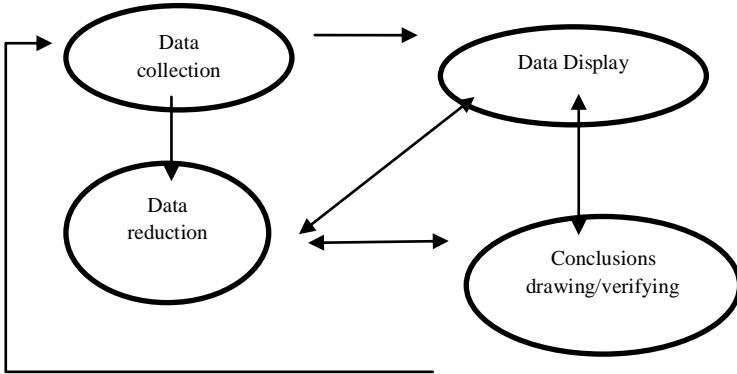 Data
collection
Data Display
Data
reduction
Conclusions
drawing/verifying